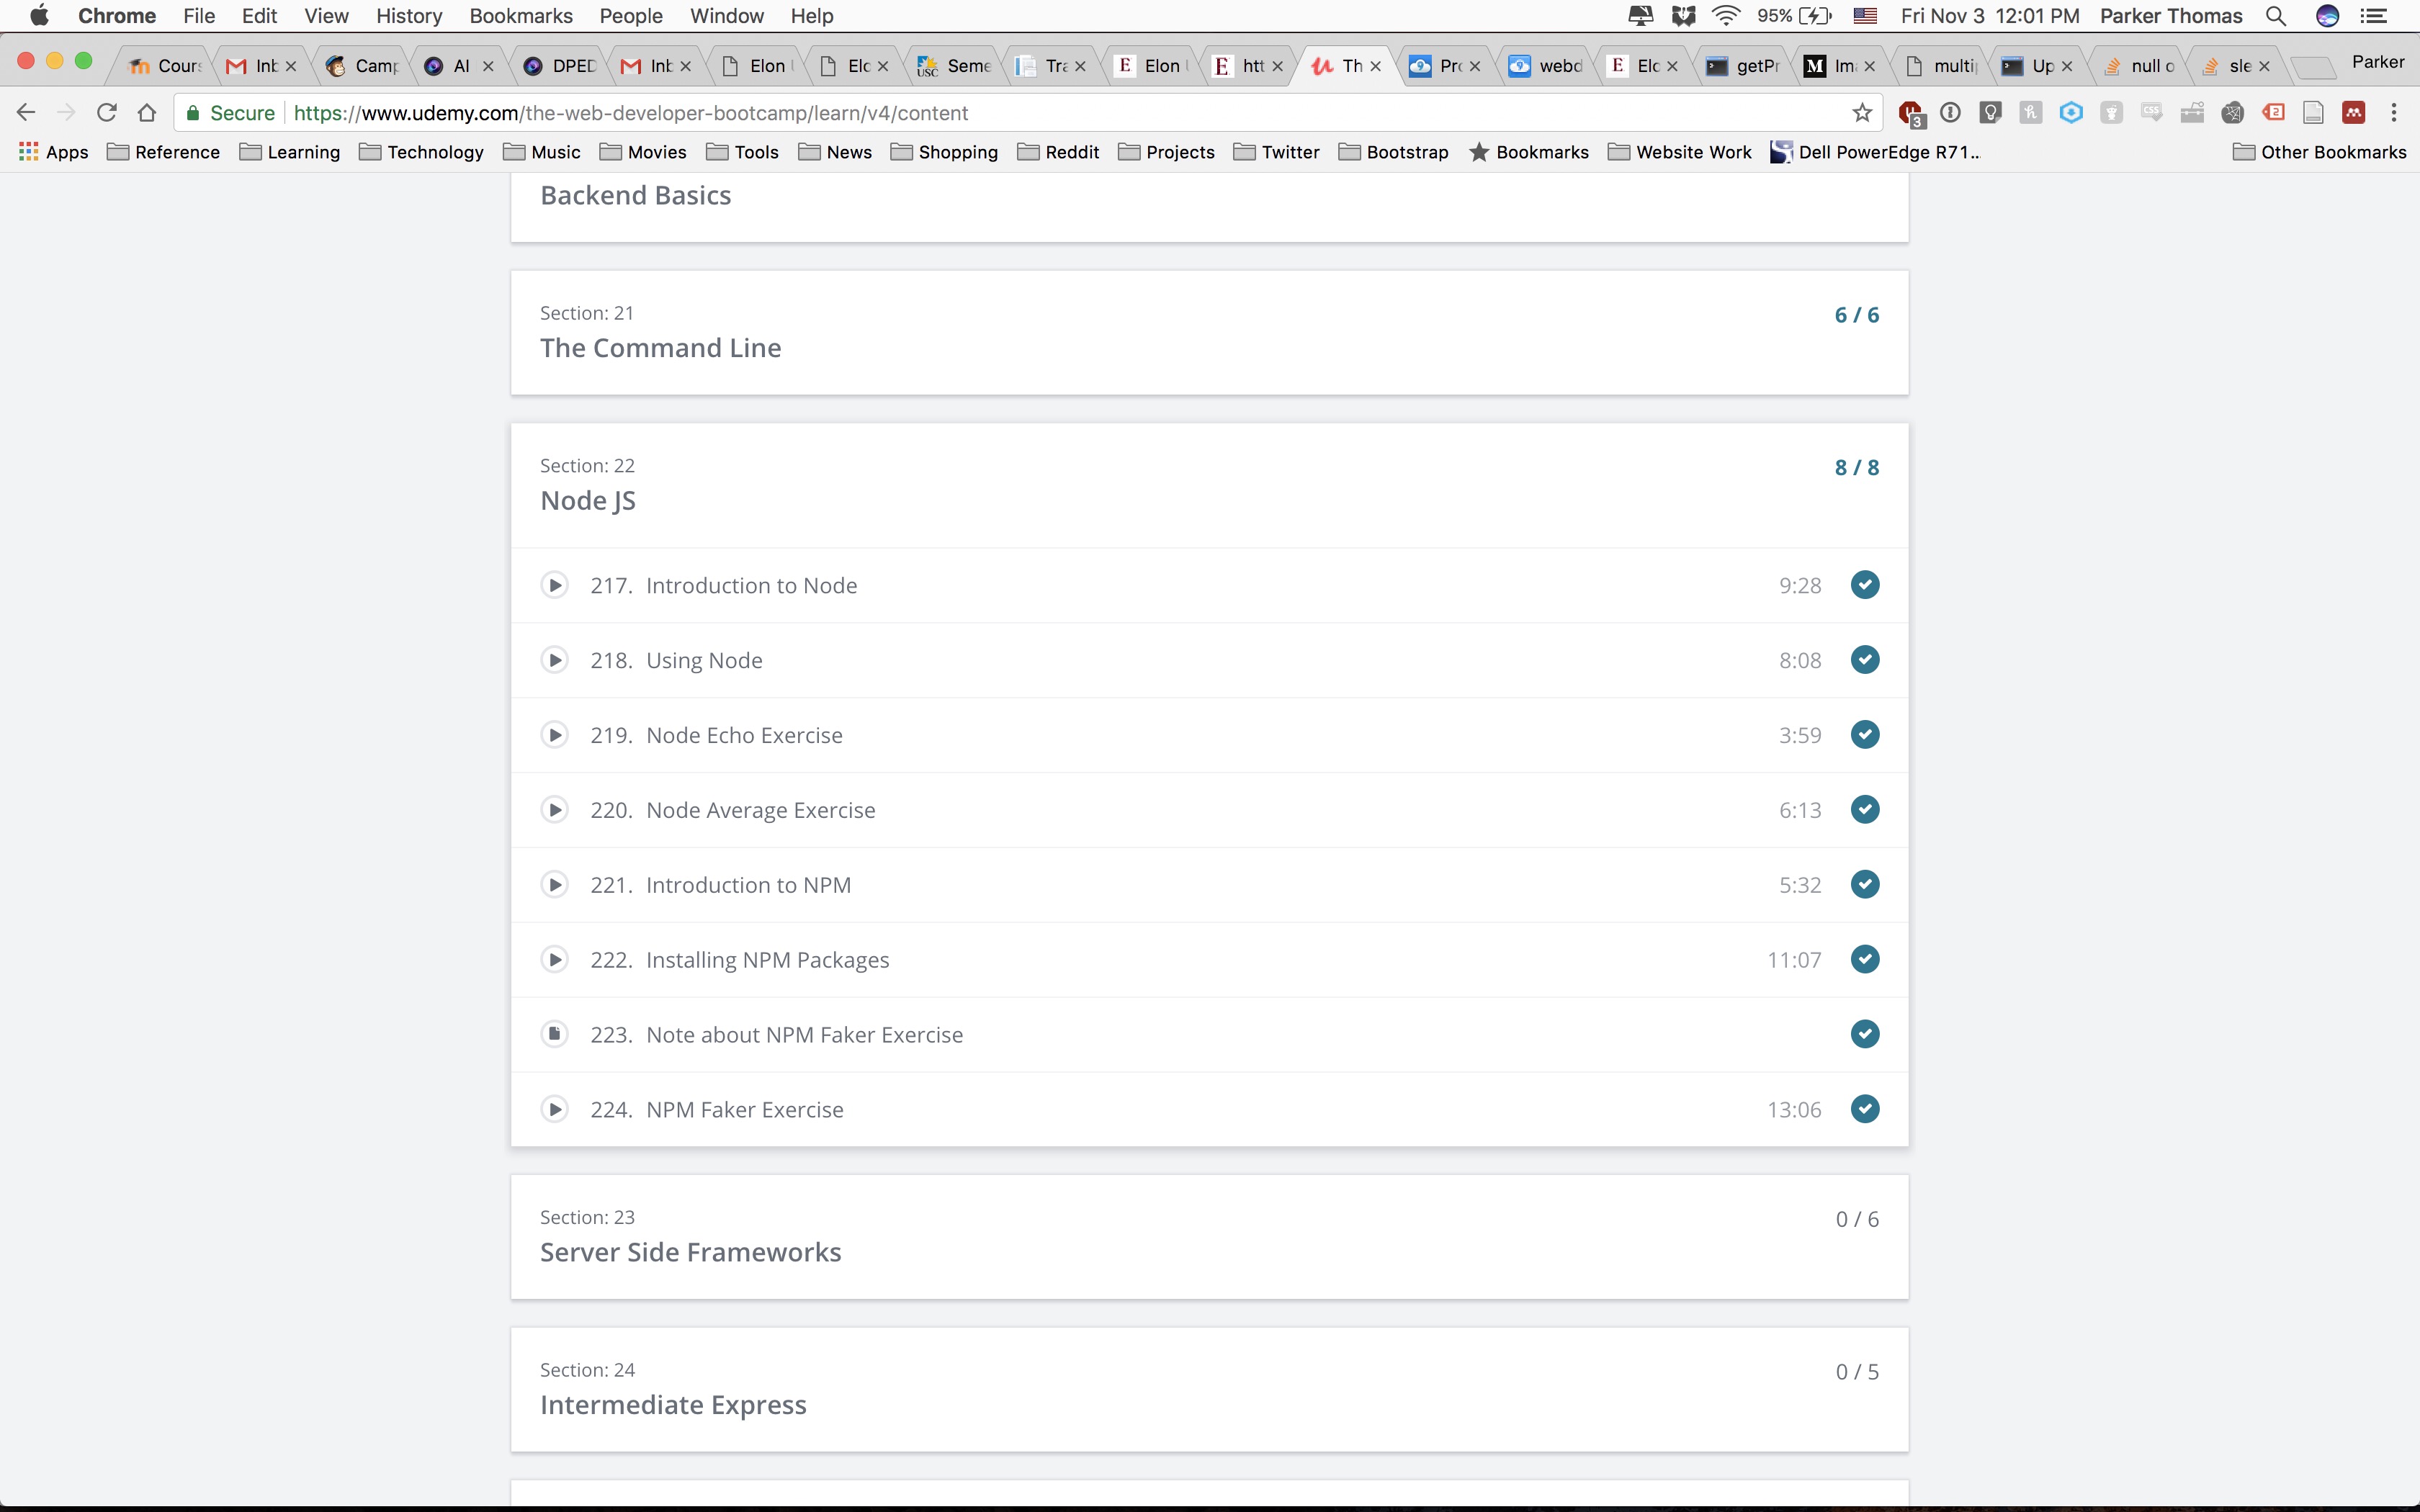 Chrome File Edit View History Bookmarks People Window Help 95% Fri Nov 3 12:01 PM Parker Thomas
Cour Inb Camp AI DPED Inb Elon Elo Seme Tra Elon htt Th Pro webd Elo getPr Im multi Up null o sle Parker
Secure https://www.udemy.com/the-web-developer-bootcamp/learn/v4/content
Apps Reference Learning Technology Music Movies Tools News Shopping Reddit Projects Twitter Bootstrap Bookmarks Website Work Dell PowerEdge R71... Other Bookmarks
Backend Basics
Section: 21 6 / 6
The Command Line
Section: 22 8 / 8
Node JS
217. Introduction to Node 9:28
218. Using Node 8:08
219. Node Echo Exercise 3:59
220. Node Average Exercise 6:13
221. Introduction to NPM 5:32
222. Installing NPM Packages 11:07
223. Note about NPM Faker Exercise
224. NPM Faker Exercise 13:06
Section: 23 0 / 6
Server Side Frameworks
Section: 24 0 / 5
Intermediate Express